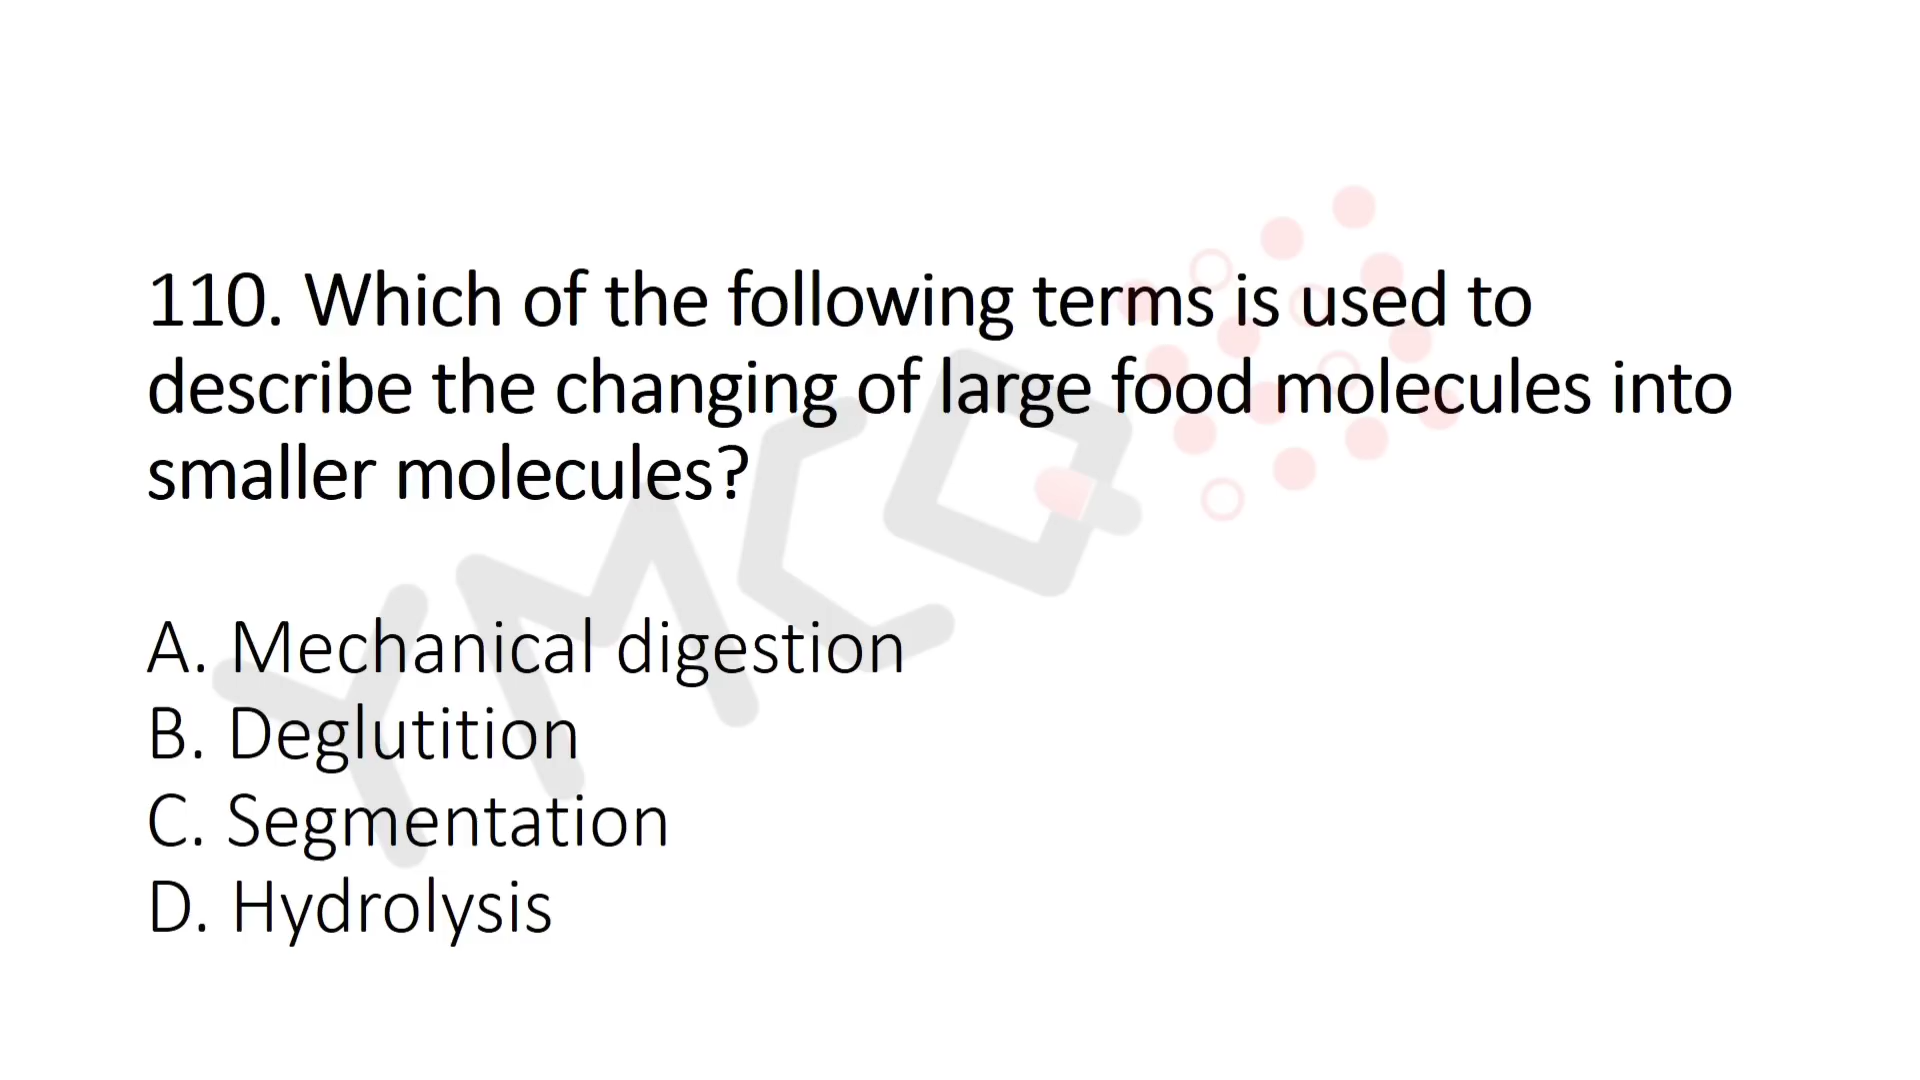 110. Which of the following terms is used to
describe the changing of large food molecules into
smaller molecules?
A. Mechanical digestion
B. Deglutition
C. Segmentation
D. Hydrolysis
YMCQ